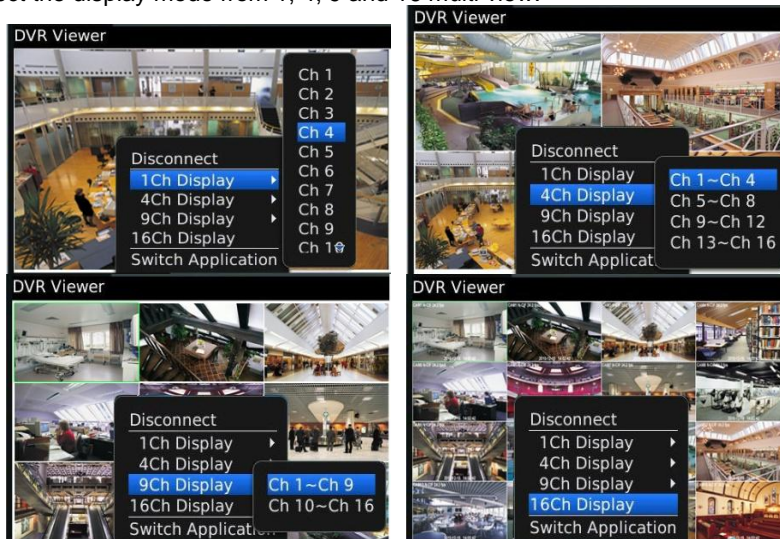 DVR Viewer
Ch 1
Ch 2
Ch 3
Ch 4
Ch 5
Ch 6
Ch 7
Ch 8
Ch 9
Disconnect
1Ch Display
4Ch Display
9Ch Display
16Ch Display
Switch Application
DVR Viewer
Disconnect
1Ch Display
4Ch Display
9Ch Display
16Ch Display
Switch Applicat
Ch 1~Ch 4
Ch 5~Ch 8
Ch 9~Ch 12
Ch 13~Ch 16
DVR Viewer
Disconnect
1Ch Display
4Ch Display
9Ch Display
16Ch Display
Switch Applicat
Ch 1~Ch 9
Ch 10~Ch 16
DVR Viewer
Disconnect
1Ch Display
4Ch Display
9Ch Display
16Ch Display
Switch Application